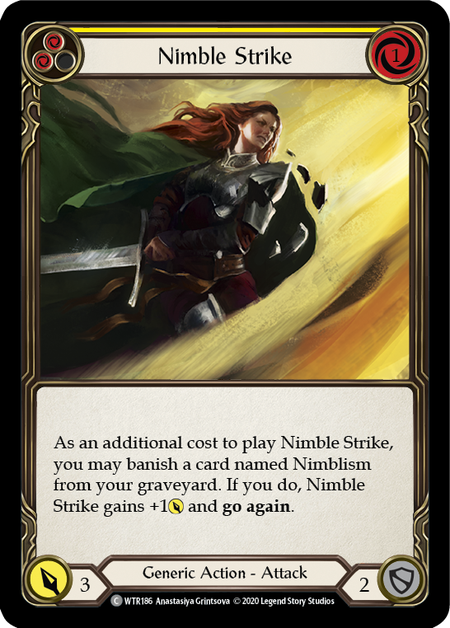 Nimble Strike
1
As an additional cost to play Nimble Strike,
you may banish a card named Nimblism
from your graveyard. If you do, Nimble
Strike gains +1 and go again.
3
Generic Action - Attack
2
C WTR186 Anastasiya Grintsova © 2020 Legend Story Studios